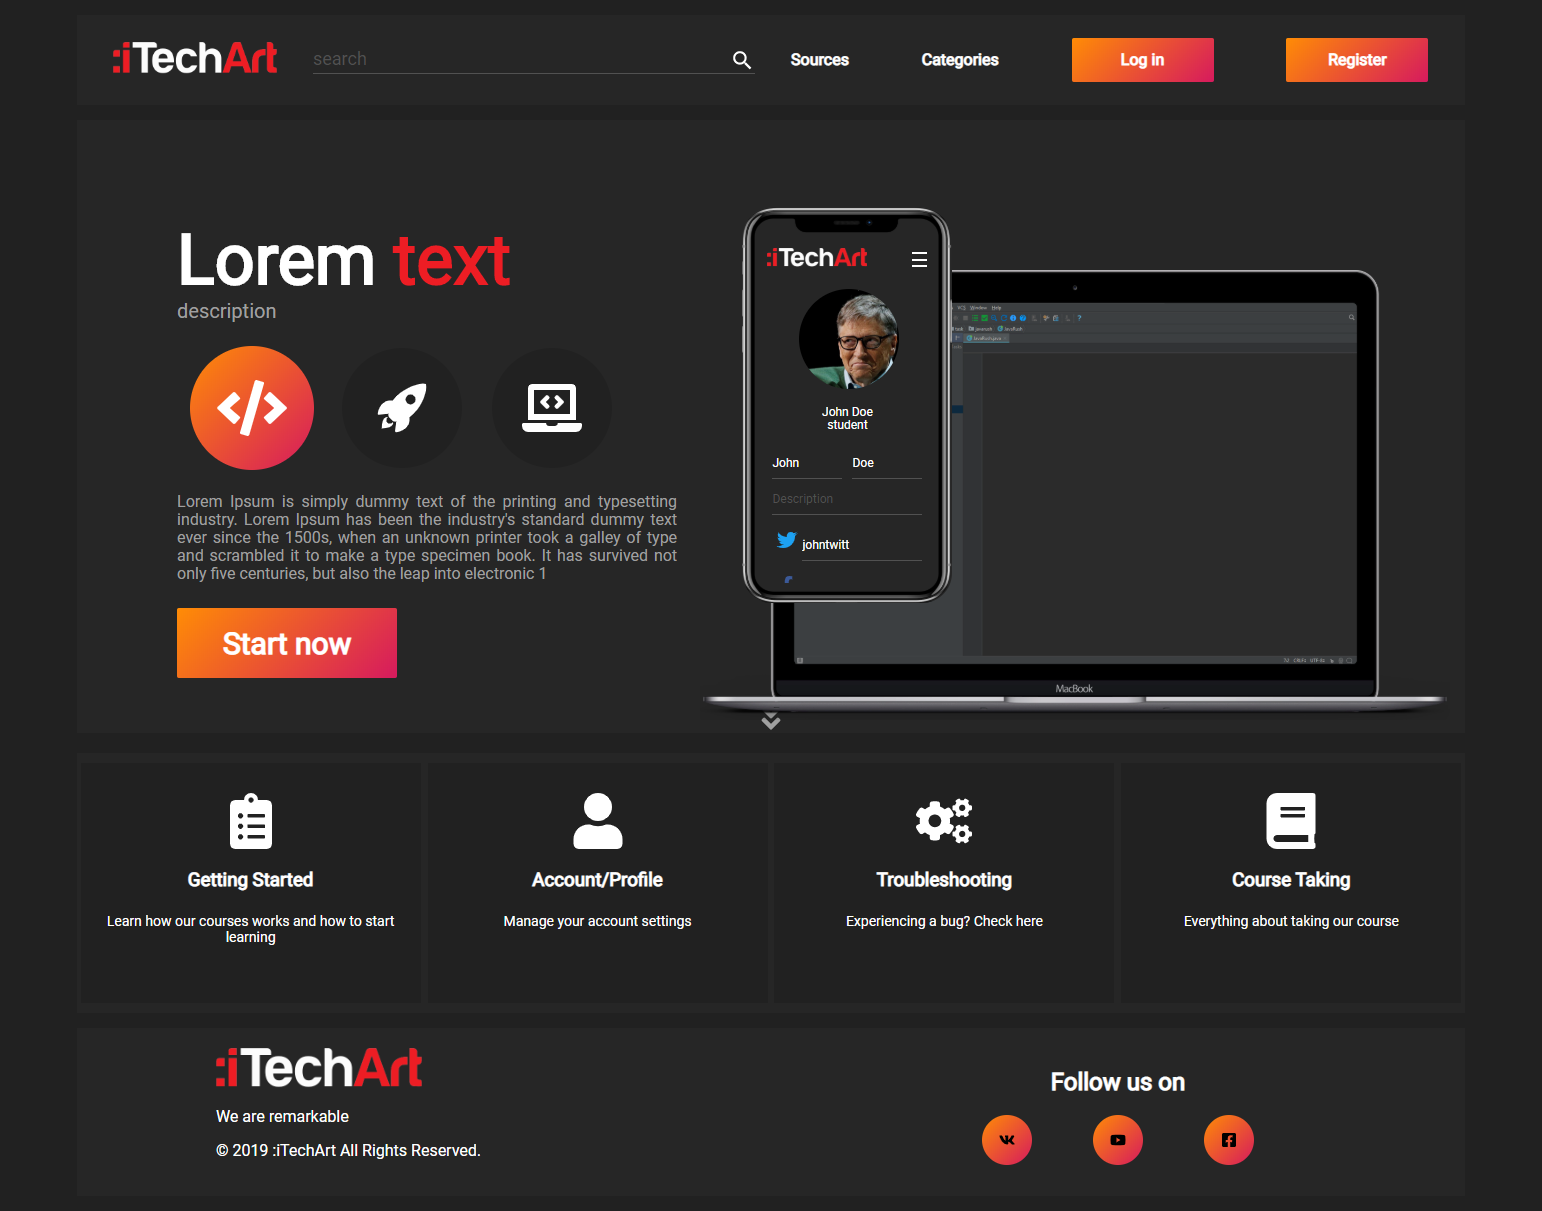 :iTechArt
search
Sources
Categories
Log in
Register
Lorem text
description
Lorem Ipsum is simply dummy text of the printing and typesetting
industry. Lorem Ipsum has been the industry's standard dummy text
ever since the 1500s, when an unknown printer took a galley of type
and scrambled it to make a type specimen book. It has survived not
only five centuries, but also the leap into electronic 1
Start now
:iTechArt
John Doe
student
John
Doe
Description
johntwitt
Window Help
MacBook
Getting Started
Learn how our courses works and how to start
learning
Account/Profile
Manage your account settings
Troubleshooting
Experiencing a bug? Check here
Course Taking
Everything about taking our course
:iTechArt
We are remarkable
© 2019 :iTechArt All Rights Reserved.
Follow us on